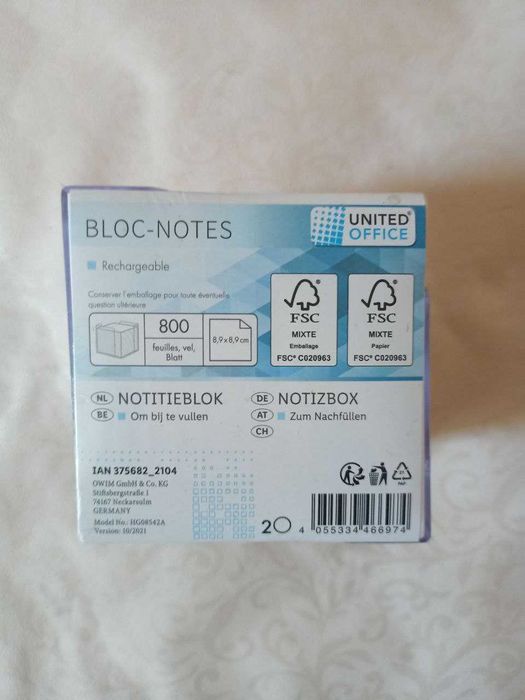 BLOC-NOTES
UNITED® OFFICE
Rechargeable
Conserver l'emballage pour toute éventuelle
question ultérieure
800
feuilles, vel,
Blatt
8,9 x 8,9 cm
FSC
MIXTE
Emballage
FSC® C020963
FSC
MIXTE
Papier
FSC® C020963
NL NOTITIEBLOK
BE Om bij te vullen
DE NOTIZBOX
AT Zum Nachfüllen
CH
IAN 375682_2104
OWIM GmbH & Co. KG
Stiftsbergstraße 1
74167 Neckarsulm
GERMANY
Model No.: HG08542A
Version: 10/2021
PAP
2
4 055334 466974